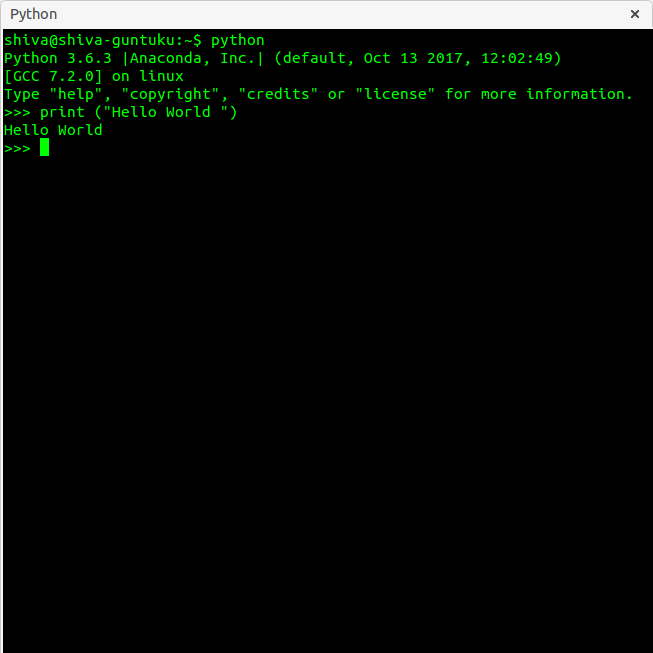 Python
shiva@shiva-guntuku:~$ python
Python 3.6.3 |Anaconda, Inc.| (default, Oct 13 2017, 12:02:49)
[GCC 7.2.0] on linux
Type "help", "copyright", "credits" or "license" for more information.
>>> print ("Hello World ")
Hello World
>>>